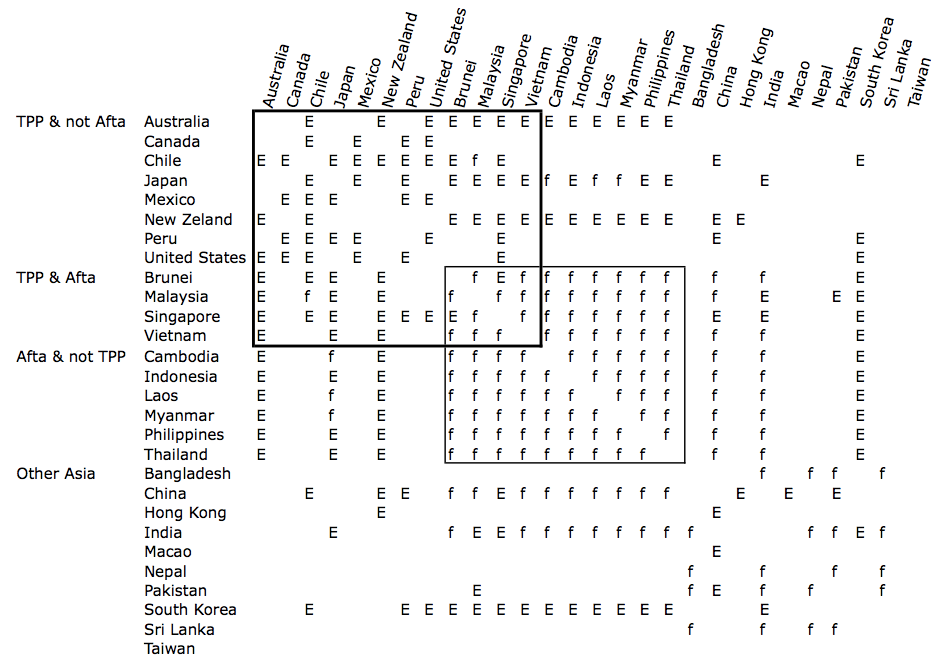 Australia Canada Chile Japan Mexico New Zealand Peru United States Brunei Malaysia Singapore Vietnam Cambodia Indonesia Laos Myanmar Philippines Thailand Bangladesh China Hong Kong India Macao Nepal Pakistan South Korea Sri Lanka Taiwan
TPP & not Afta Australia E E E E E E E E E E E E E
Canada E E E E
Chile E E E E E E E E f E E E
Japan E E E E E E E f E f f E E E
Mexico E E E E E
New Zeland E E E E E E E E E E E E E E
Peru E E E E E E E E
United States E E E E E E E
TPP & Afta Brunei E E E E f E f f f f f f f f f E
Malaysia E f E E f f f f f f f f f f E E E
Singapore E E E E E E E f f f f f f f f E E E
Vietnam E E E f f f f f f f f f f f E
Afta & not TPP Cambodia E f E f f f f f f f f f f f E
Indonesia E E E f f f f f f f f f f f E
Laos E f E f f f f f f f f f f f E
Myanmar E f E f f f f f f f f f f f E
Philippines E E E f f f f f f f f f f f E
Thailand E E E f f f f f f f f f f f E
Other Asia Bangladesh f f f f
China E E E f f E f f f f f f f E E E
Hong Kong E E
India E f E E f f f f f f f f f f E f
Macao E
Nepal f f f f
Pakistan E f E f f f
South Korea E E E E E E E E E E E E E E
Sri Lanka f f f f
Taiwan